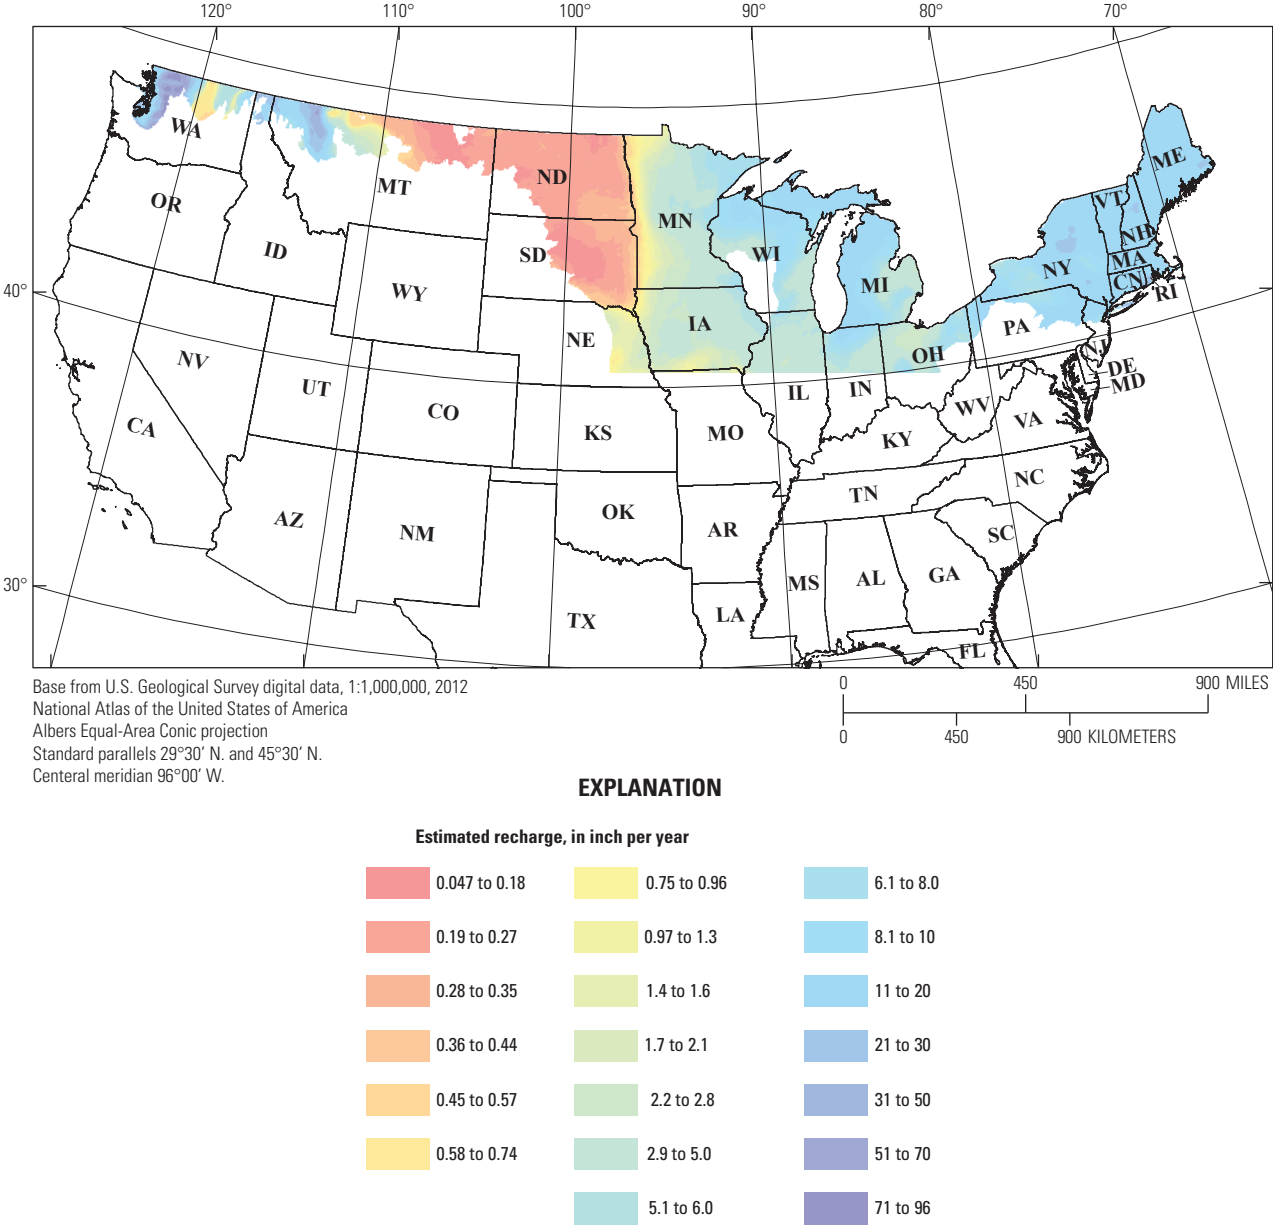 120° 110° 100° 90° 80° 70°
WA
MT
ND
MN
ME
VT
NH
OR
ID
SD
WI
MI
NY
MA
CN
RI
40°
WY
NE
IA
PA
NJ
OH
DE
MD
NV
UT
CO
IL
IN
WV
VA
CA
KS
MO
KY
NC
TN
AZ
NM
OK
AR
SC
30°
MS
AL
GA
TX
LA
FL
Base from U.S. Geological Survey digital data, 1:1,000,000, 2012
National Atlas of the United States of America
Albers Equal-Area Conic projection
Standard parallels 29°30′ N. and 45°30′ N.
Centeral meridian 96°00′ W.
0 450 900 MILES
0 450 900 KILOMETERS
EXPLANATION
Estimated recharge, in inch per year
0.047 to 0.18
0.19 to 0.27
0.28 to 0.35
0.36 to 0.44
0.45 to 0.57
0.58 to 0.74
0.75 to 0.96
0.97 to 1.3
1.4 to 1.6
1.7 to 2.1
2.2 to 2.8
2.9 to 5.0
5.1 to 6.0
6.1 to 8.0
8.1 to 10
11 to 20
21 to 30
31 to 50
51 to 70
71 to 96